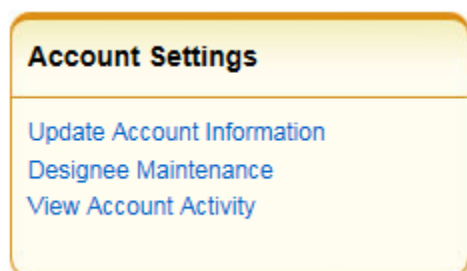 Account Settings
Update Account Information
Designee Maintenance
View Account Activity